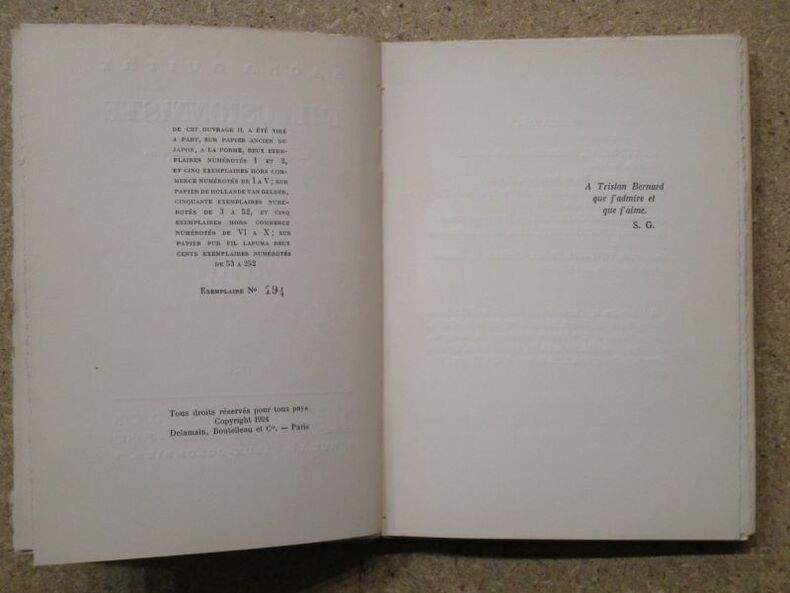 DE CET OUVRAGE IL A ÉTÉ TIRÉ
A PART, SUR PAPIER ANCIEN DU
JAPON, A LA FORME, DEUX EXEM-
PLAIRES NUMÉROTÉS 1 ET 2,
ET CINQ EXEMPLAIRES HORS COM-
MERCE NUMÉROTÉS DE I A V; SUR
PAPIER DE HOLLANDE VAN GELDER,
CINQUANTE EXEMPLAIRES NUMÉ-
ROTÉS DE 3 A 52, ET CINQ
EXEMPLAIRES HORS COMMERCE
NUMÉROTÉS DE VI A X; SUR
PAPIER PUR FIL LAFUMA DEUX
CENTS EXEMPLAIRES NUMÉROTÉS
DE 53 A 252
EXEMPLAIRE No 194
Tous droits réservés pour tous pays
Copyright 1924
Delamain, Boutelleau et Cie. — Paris
A Tristan Bernard
que j'admire et
que j'aime.
S. G.